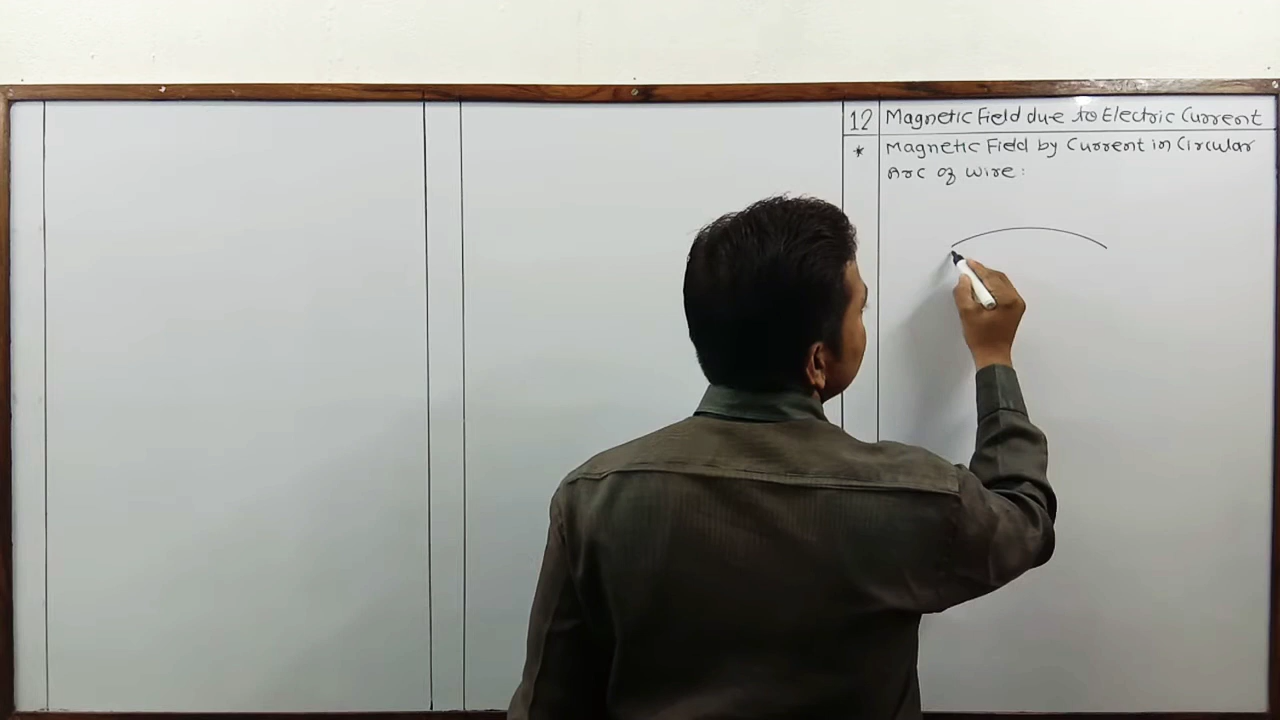 12 Magnetic Field due to Electric Current
* Magnetic Field by Current in Circular
Arc of wire: